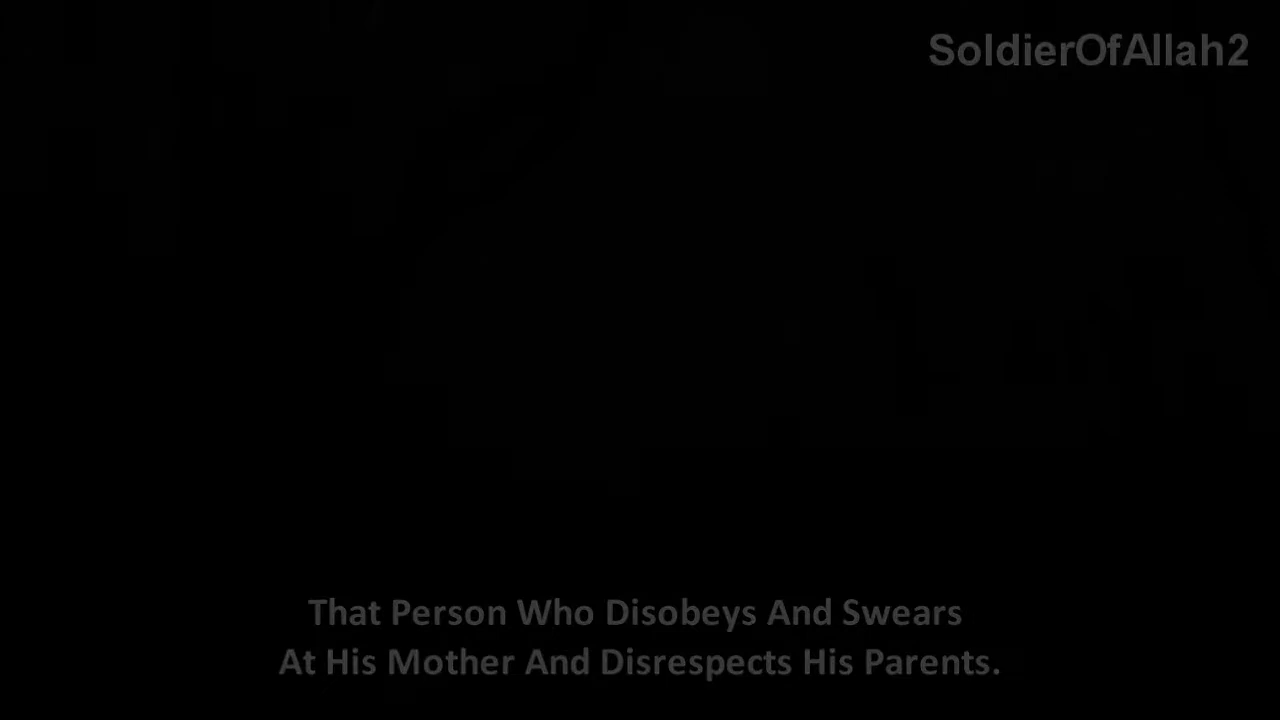 SoldierOfAllah2
That Person Who Disobeys And Swears
At His Mother And Disrespects His Parents.